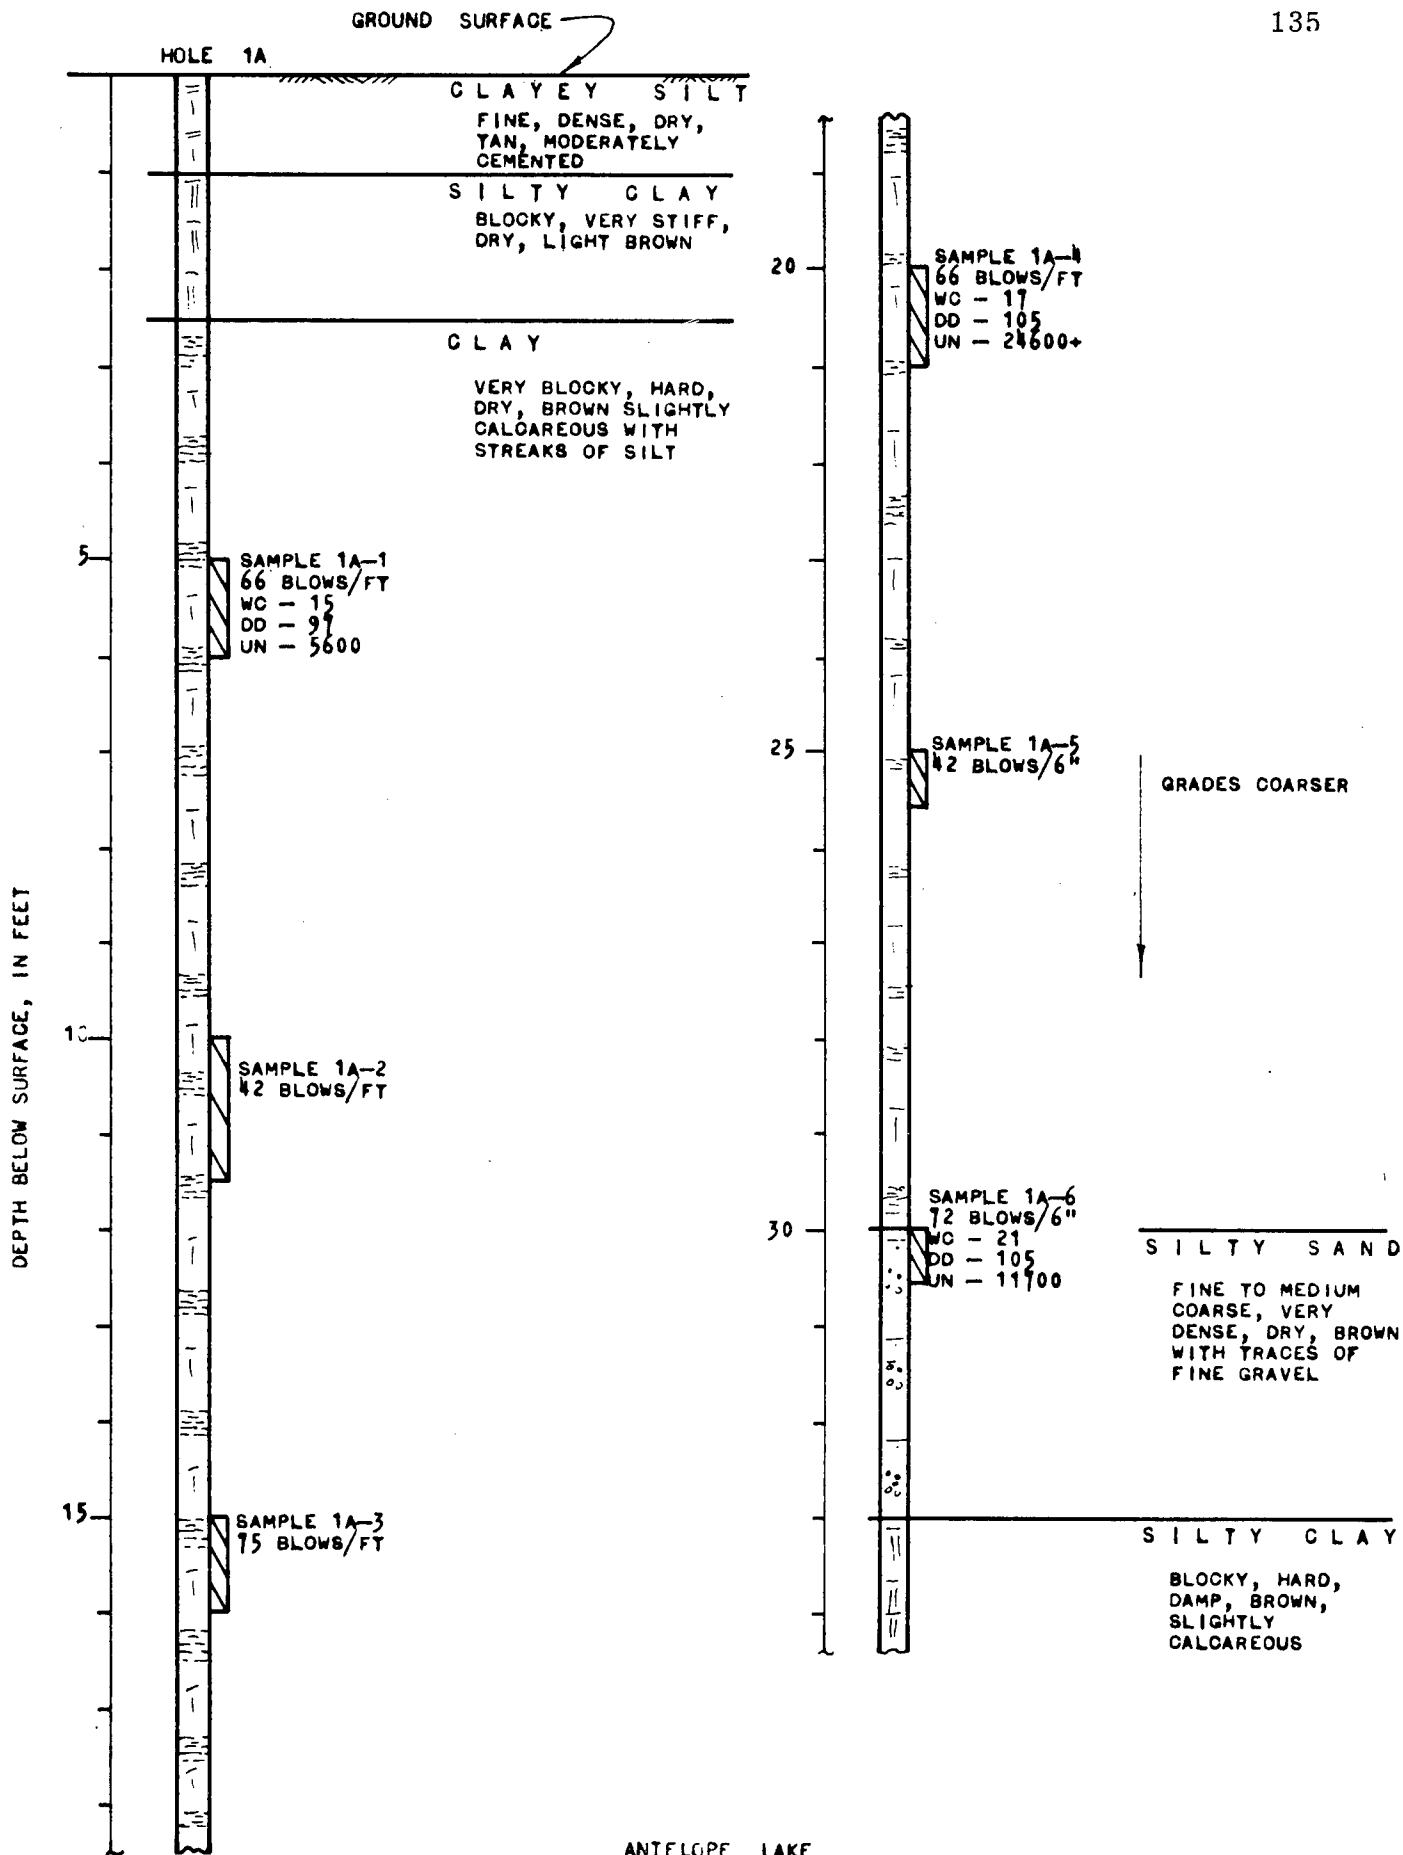 135
GROUND SURFACE
HOLE 1A
CLAYEY SILT
FINE, DENSE, DRY,
TAN, MODERATELY
CEMENTED
SILTY CLAY
BLOCKY, VERY STIFF,
DRY, LIGHT BROWN
CLAY
VERY BLOCKY, HARD,
DRY, BROWN SLIGHTLY
CALCAREOUS WITH
STREAKS OF SILT
5
SAMPLE 1A-1
66 BLOWS/FT
WC - 15
DD - 97
UN - 5600
DEPTH BELOW SURFACE, IN FEET
10
SAMPLE 1A-2
42 BLOWS/FT
15
SAMPLE 1A-3
75 BLOWS/FT
20
SAMPLE 1A-4
66 BLOWS/FT
WC - 17
DD - 105
UN - 24600+
25
SAMPLE 1A-5
42 BLOWS/6"
GRADES COARSER
30
SAMPLE 1A-6
72 BLOWS/6"
WC - 21
DD - 105
UN - 11700
SILTY SAND
FINE TO MEDIUM
COARSE, VERY
DENSE, DRY, BROWN
WITH TRACES OF
FINE GRAVEL
SILTY CLAY
BLOCKY, HARD,
DAMP, BROWN,
SLIGHTLY
CALCAREOUS
ANTELOPE LAKE